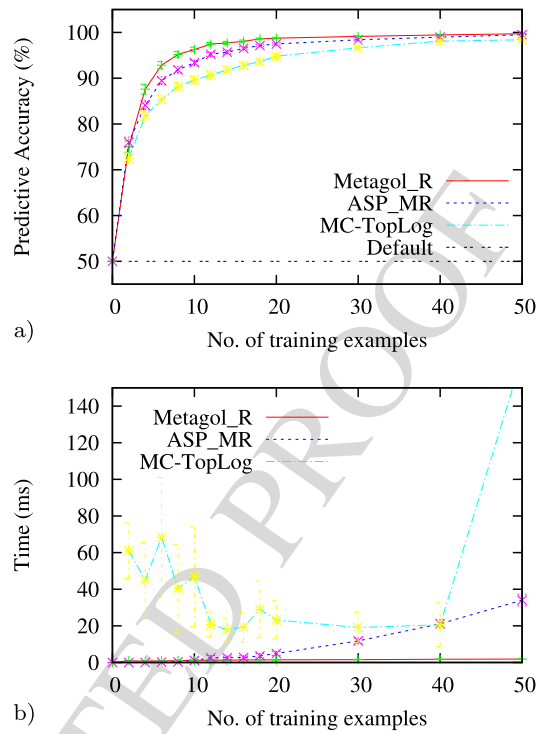 100
90
80
70
60
50
Predictive Accuracy (%)
Metagol_R
ASP_MR
MC-TopLog
Default
0 10 20 30 40 50
No. of training examples
a)
140
120
100
80
60
40
20
0
Time (ms)
Metagol_R
ASP_MR
MC-TopLog
0 10 20 30 40 50
No. of training examples
b)
TED PROOF